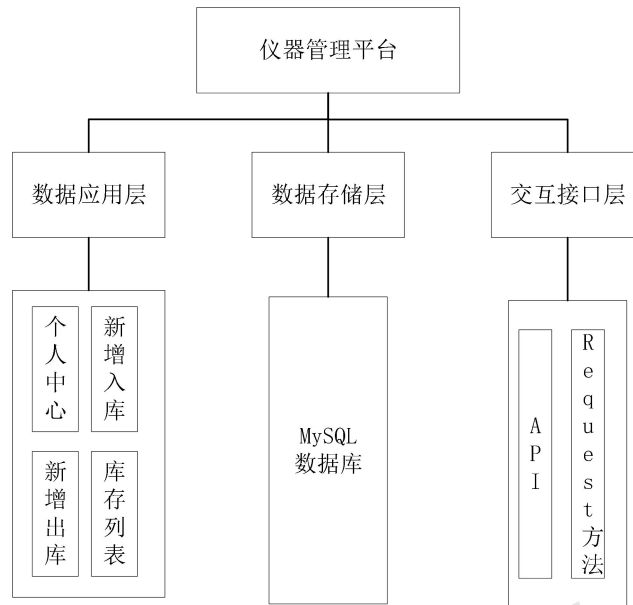 仪器管理平台
数据应用层
数据存储层
交互接口层
个人中心
新增入库
新增出库
库存列表
MySQL
数据库
API
Request方法